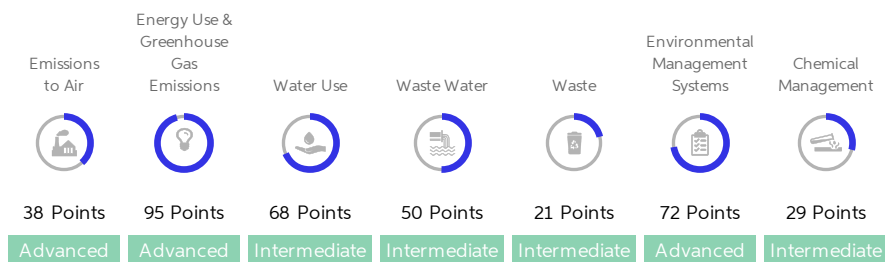 Emissions
to Air
Energy Use &
Greenhouse
Gas
Emissions
Water Use
Waste Water
Waste
Environmental
Management
Systems
Chemical
Management
38 Points
95 Points
68 Points
50 Points
21 Points
72 Points
29 Points
Advanced
Advanced
Intermediate
Intermediate
Intermediate
Advanced
Intermediate